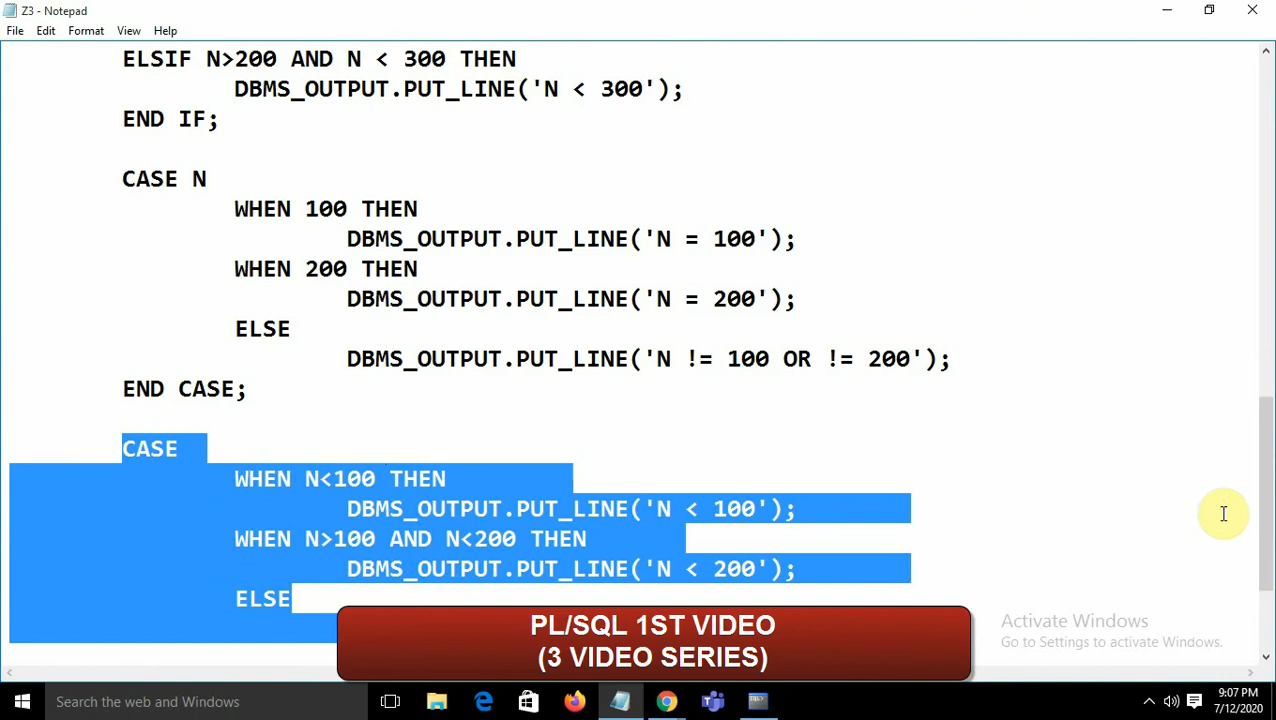 Z3 - Notepad
File Edit Format View Help
ELSIF N>200 AND N < 300 THEN
DBMS_OUTPUT.PUT_LINE('N < 300');
END IF;
CASE N
WHEN 100 THEN
DBMS_OUTPUT.PUT_LINE('N = 100');
WHEN 200 THEN
DBMS_OUTPUT.PUT_LINE('N = 200');
ELSE
DBMS_OUTPUT.PUT_LINE('N != 100 OR != 200');
END CASE;
CASE
WHEN N<100 THEN
DBMS_OUTPUT.PUT_LINE('N < 100');
WHEN N>100 AND N<200 THEN
DBMS_OUTPUT.PUT_LINE('N < 200');
ELSE
PL/SQL 1ST VIDEO
(3 VIDEO SERIES)
Activate Windows
Go to Settings to activate Windows.
Search the web and Windows
9:07 PM
7/12/2020